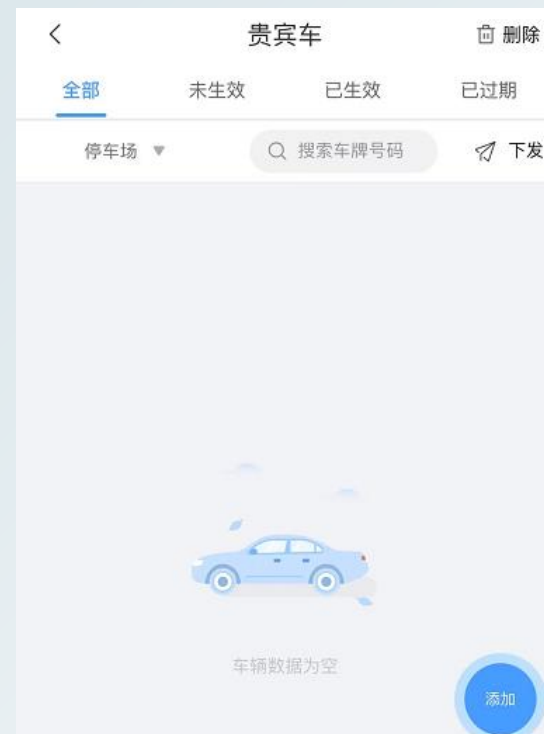 贵宾车 删除
全部 未生效 已生效 已过期
停车场 搜索车牌号码 下发
车辆数据为空
添加